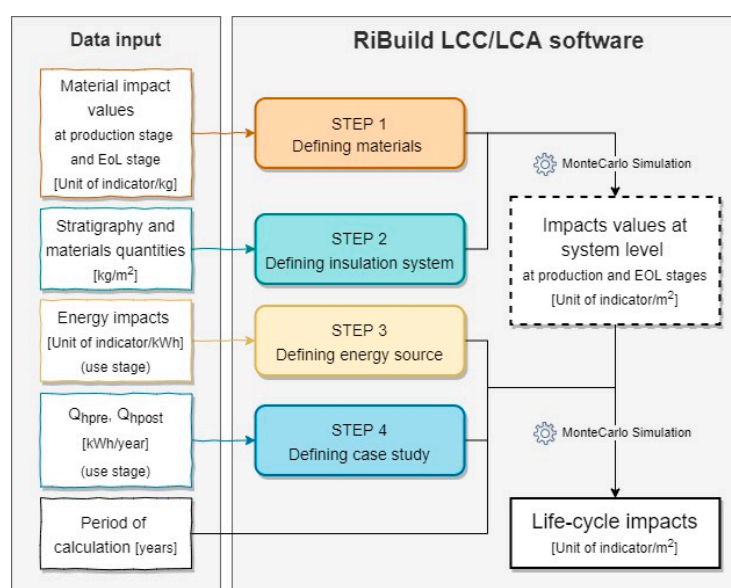 Data input
Material impact
values
at production stage
and EoL stage
[Unit of indicator/kg]
Stratigraphy and
materials quantities
[kg/m²]
Energy impacts
[Unit of indicator/kWh]
(use stage)
Qhpre, Qhpost
[kWh/year]
(use stage)
Period of
calculation [years]
RiBuild LCC/LCA software
STEP 1
Defining materials
STEP 2
Defining insulation system
STEP 3
Defining energy source
STEP 4
Defining case study
MonteCarlo Simulation
Impacts values at
system level
at production and EOL stages
[Unit of indicator/m²]
MonteCarlo Simulation
Life-cycle impacts
[Unit of indicator/m²]